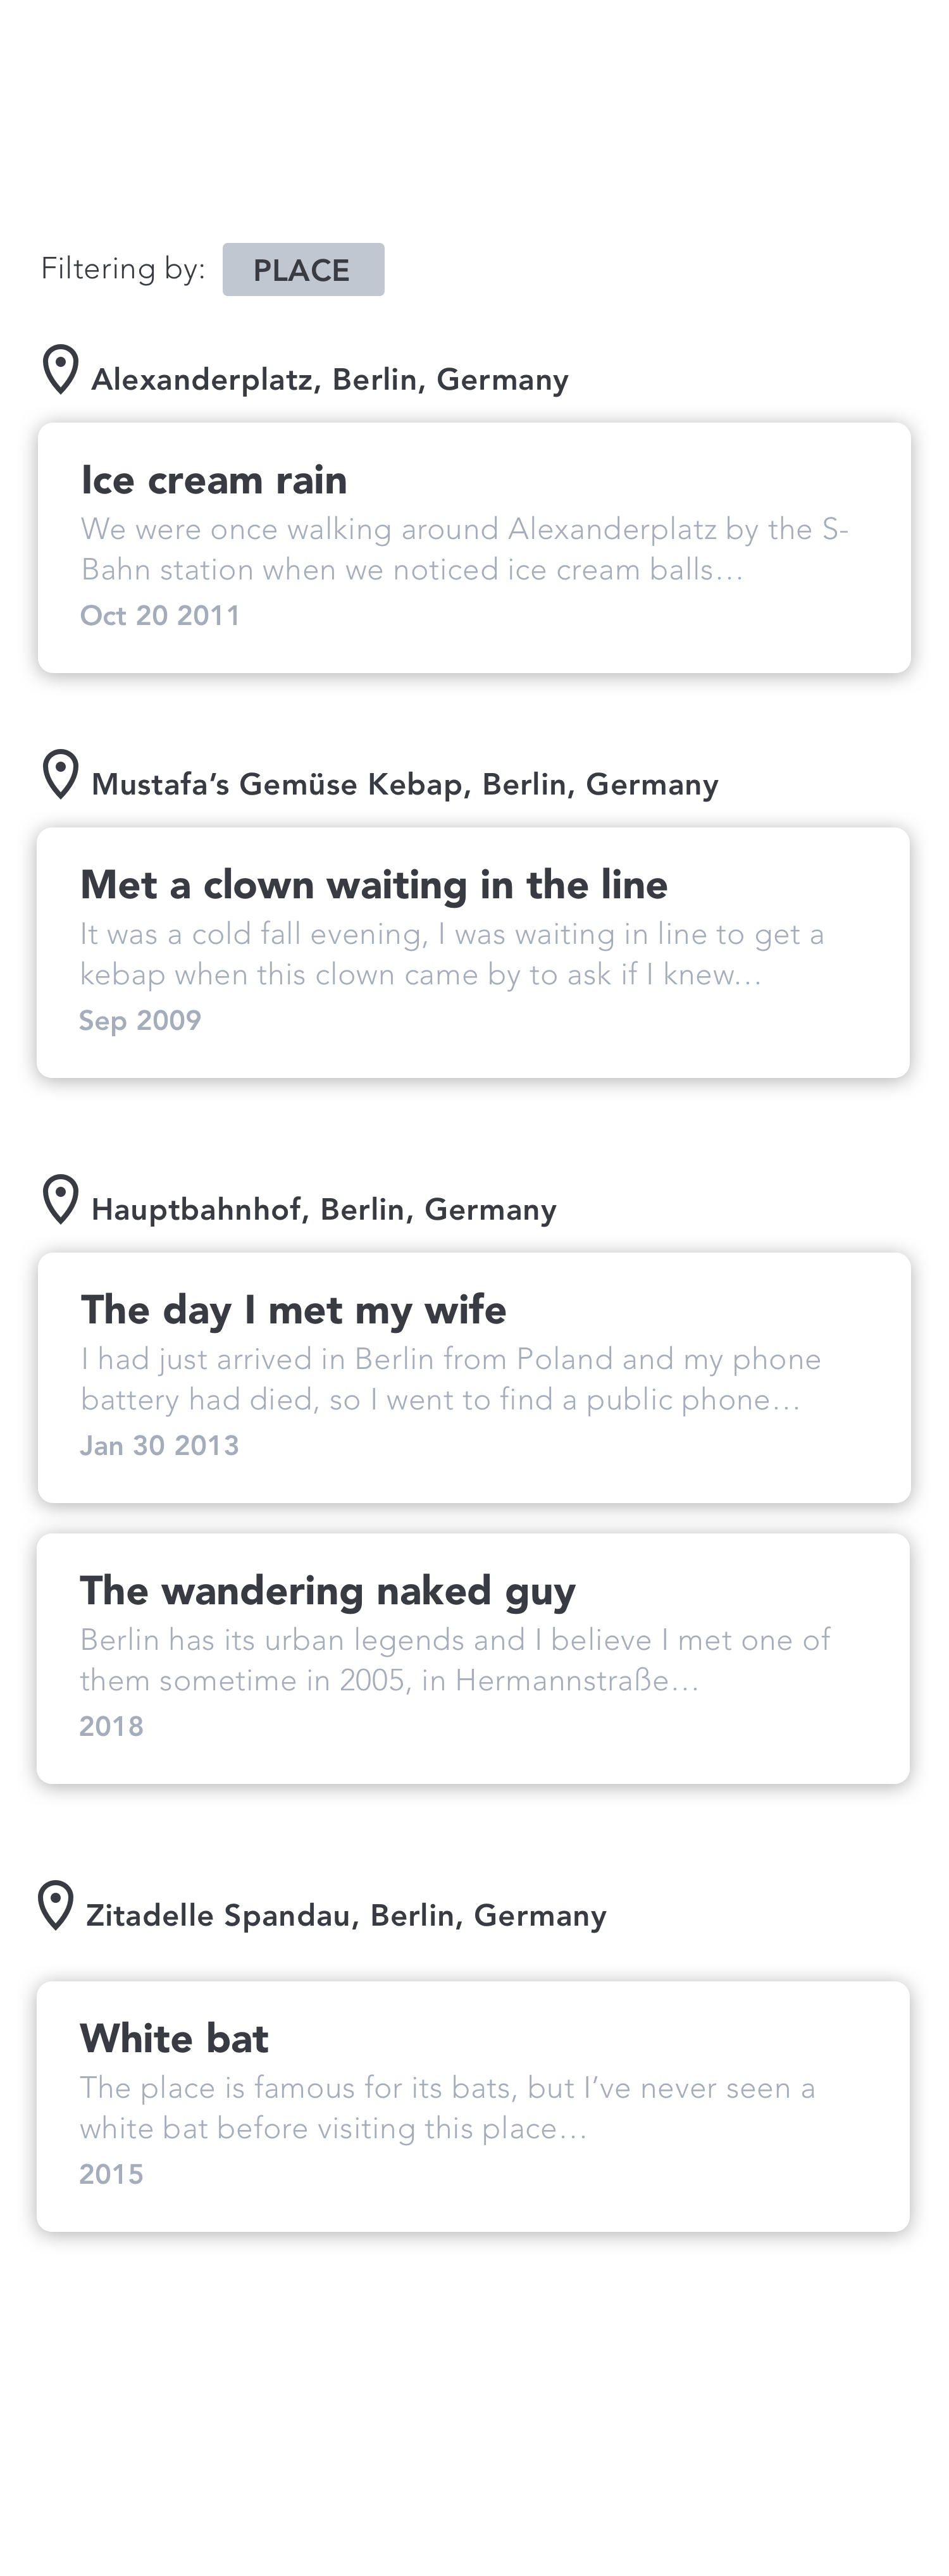 Filtering by: PLACE
Alexanderplatz, Berlin, Germany
Ice cream rain
We were once walking around Alexanderplatz by the S-
Bahn station when we noticed ice cream balls…
Oct 20 2011
Mustafa’s Gemüse Kebap, Berlin, Germany
Met a clown waiting in the line
It was a cold fall evening, I was waiting in line to get a
kebap when this clown came by to ask if I knew…
Sep 2009
Hauptbahnhof, Berlin, Germany
The day I met my wife
I had just arrived in Berlin from Poland and my phone
battery had died, so I went to find a public phone…
Jan 30 2013
The wandering naked guy
Berlin has its urban legends and I believe I met one of
them sometime in 2005, in Hermannstraße…
2018
Zitadelle Spandau, Berlin, Germany
White bat
The place is famous for its bats, but I’ve never seen a
white bat before visiting this place…
2015